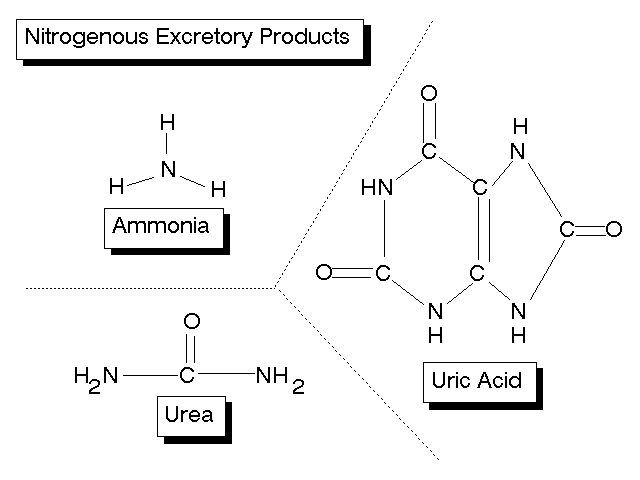 Nitrogenous Excretory Products
O
H
H
C
N
N
HN
C
H
H
Ammonia
C
O
O
C
C
O
N
N
H
H
H₂N
C
NH₂
Uric Acid
Urea